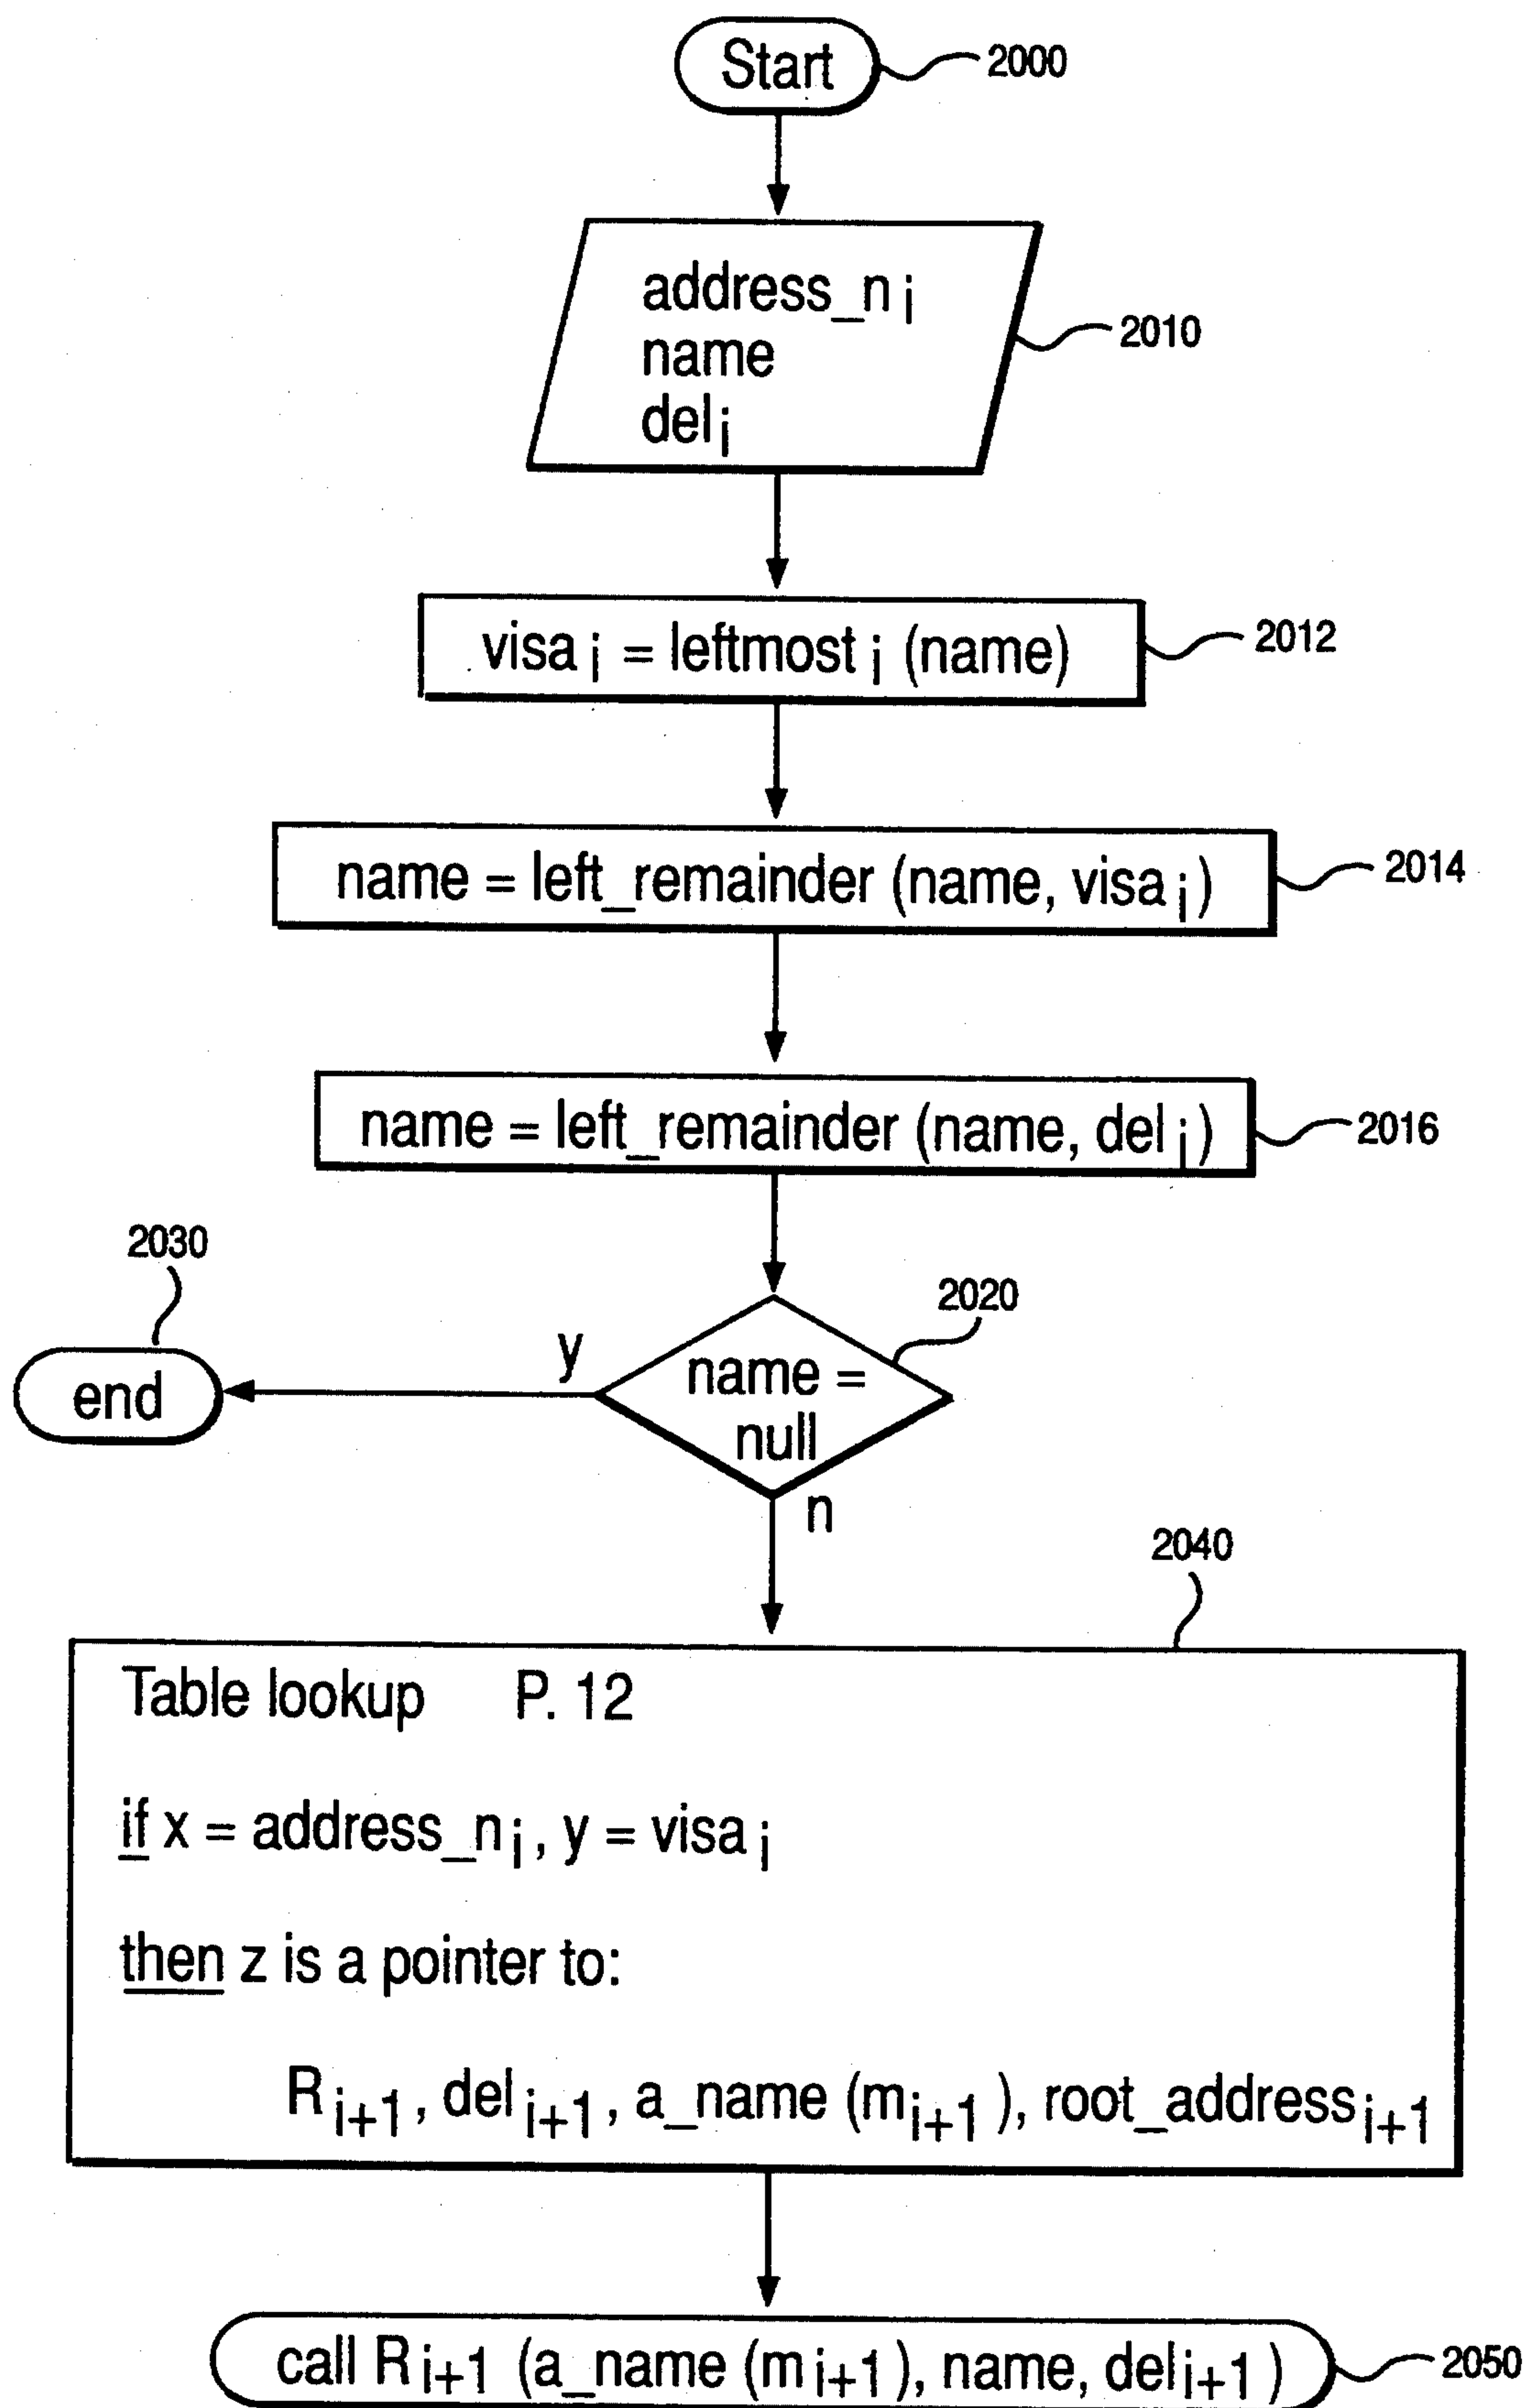 Start
2000
address_n i
name
del i
2010
visa i = leftmost i (name)
2012
name = left_remainder (name, visa i)
2014
name = left_remainder (name, del i)
2016
2030
end
y
2020
name =
null
n
2040
Table lookup P. 12
if x = address_n i, y = visa i
then z is a pointer to:
R i+1, del i+1, a_name (m i+1), root_address i+1
call R i+1 (a_name (m i+1), name, del i+1)
2050